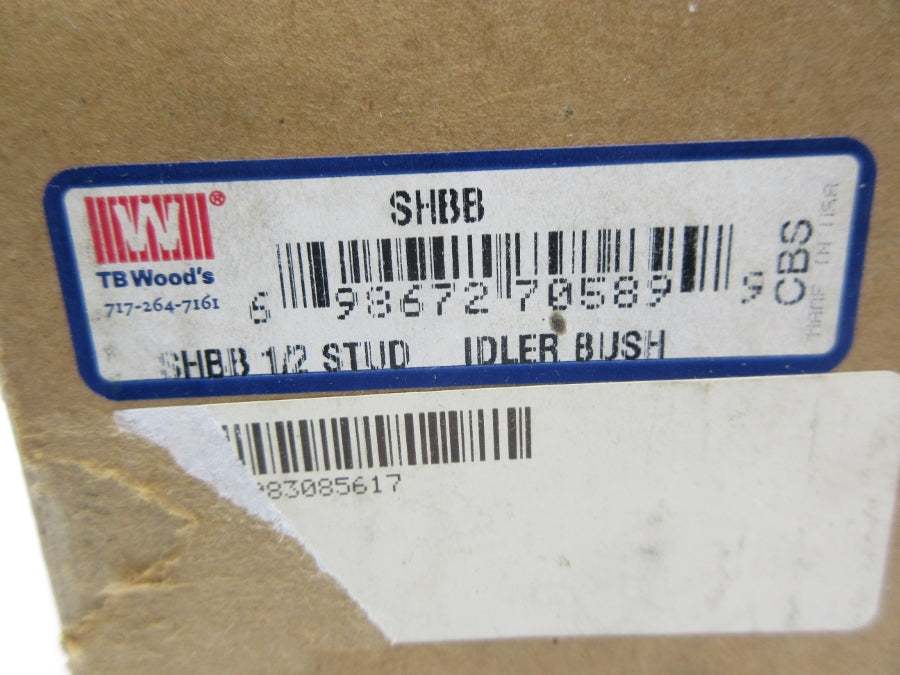 SHBB
W®
TB Wood's
717-264-7161
6 98672 70589 9
CBS
MANF IN USA
SHBB 1/2 STUD IDLER BUSH
083085617